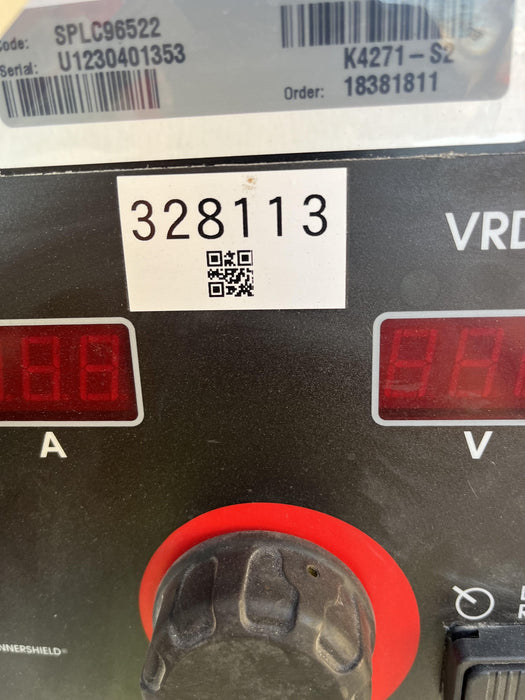 Code: SPLC96522
Serial: U1230401353
K4271-S2
Order: 18381811
328113
VRD
A
V
INNERSHIELD®